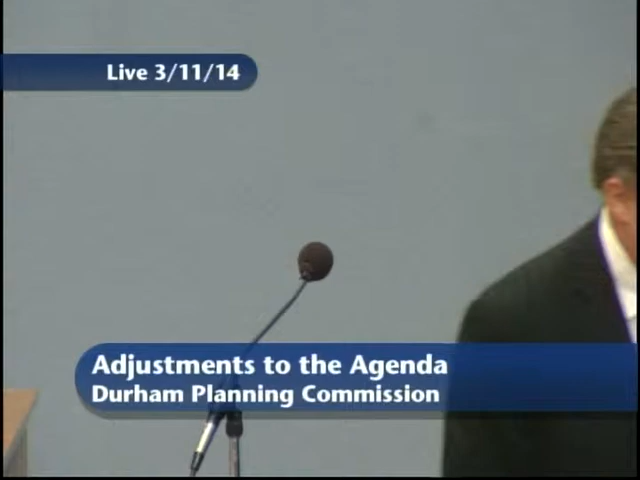 Live 3/11/14
Adjustments to the Agenda
Durham Planning Commission